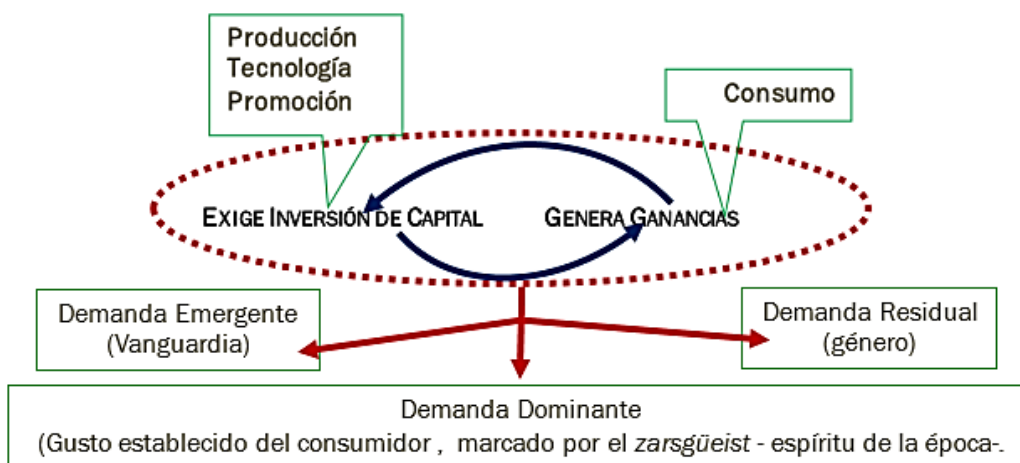 Producción
Tecnología
Promoción
Consumo
EXIGE INVERSIÓN DE CAPITAL
GENERA GANANCIAS
Demanda Emergente
(Vanguardia)
Demanda Residual
(género)
Demanda Dominante
(Gusto establecido del consumidor , marcado por el zarsgüeist - espíritu de la época-.